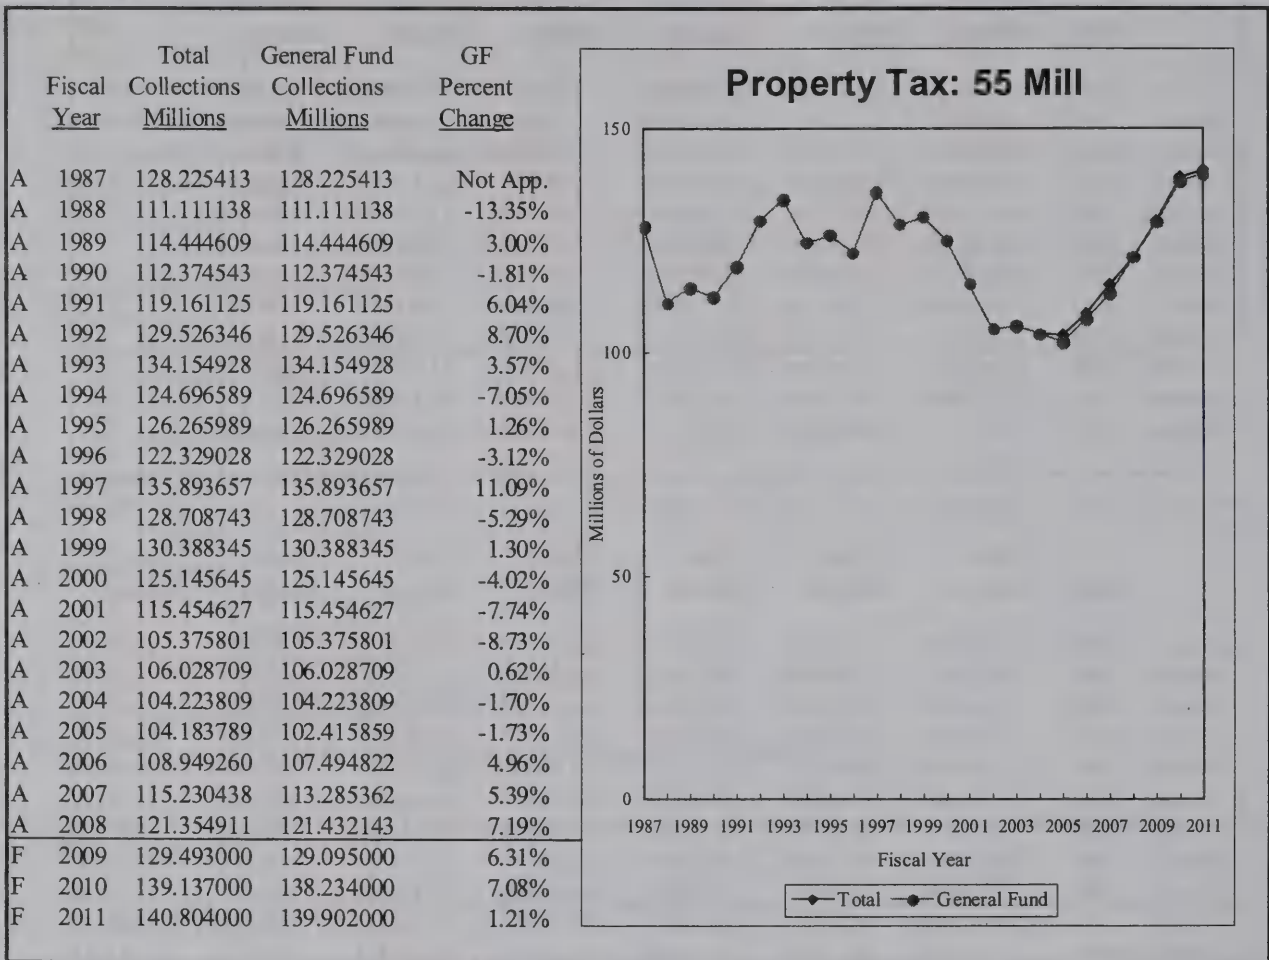 Total General Fund GF
Fiscal Collections Collections Percent
Year Millions Millions Change
A 1987 128.225413 128.225413 Not App.
A 1988 111.111138 111.111138 -13.35%
A 1989 114.444609 114.444609 3.00%
A 1990 112.374543 112.374543 -1.81%
A 1991 119.161125 119.161125 6.04%
A 1992 129.526346 129.526346 8.70%
A 1993 134.154928 134.154928 3.57%
A 1994 124.696589 124.696589 -7.05%
A 1995 126.265989 126.265989 1.26%
A 1996 122.329028 122.329028 -3.12%
A 1997 135.893657 135.893657 11.09%
A 1998 128.708743 128.708743 -5.29%
A 1999 130.388345 130.388345 1.30%
A 2000 125.145645 125.145645 -4.02%
A 2001 115.454627 115.454627 -7.74%
A 2002 105.375801 105.375801 -8.73%
A 2003 106.028709 106.028709 0.62%
A 2004 104.223809 104.223809 -1.70%
A 2005 104.183789 102.415859 -1.73%
A 2006 108.949260 107.494822 4.96%
A 2007 115.230438 113.285362 5.39%
A 2008 121.354911 121.432143 7.19%
F 2009 129.493000 129.095000 6.31%
F 2010 139.137000 138.234000 7.08%
F 2011 140.804000 139.902000 1.21%
Property Tax: 55 Mill
150
100
50
0
Millions of Dollars
1987 1989 1991 1993 1995 1997 1999 2001 2003 2005 2007 2009 2011
Fiscal Year
Total General Fund